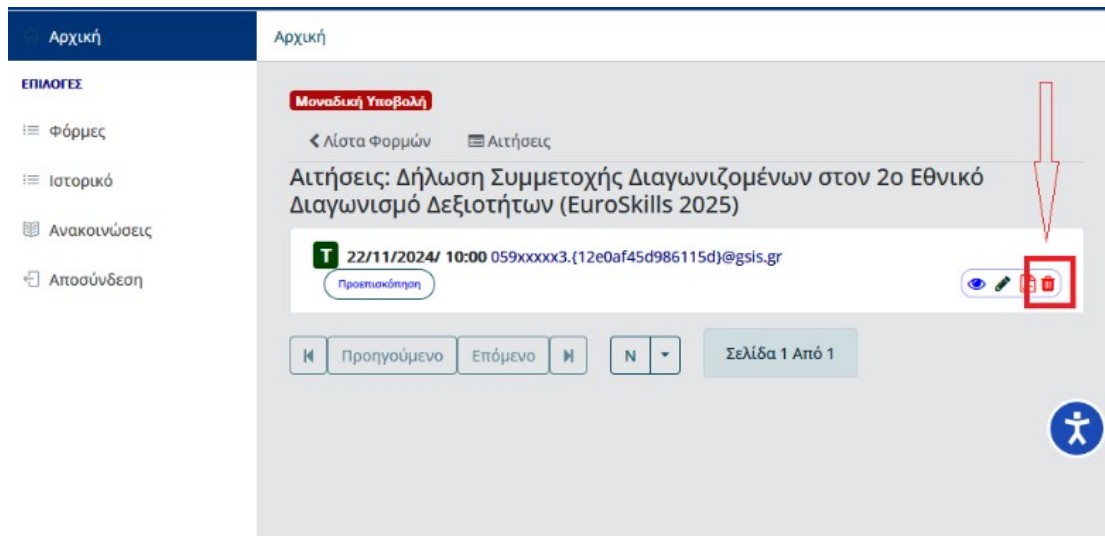 Αρχική
Αρχική
ΕΠΙΛΟΓΕΣ
Φόρμες
Ιστορικό
Ανακοινώσεις
Αποσύνδεση
Μοναδική Υποβολή
Λίστα Φορμών Αιτήσεις
Αιτήσεις: Δήλωση Συμμετοχής Διαγωνιζομένων στον 2ο Εθνικό
Διαγωνισμό Δεξιοτήτων (EuroSkills 2025)
T 22/11/2024/ 10:00 059xxxxx3.{12e0af45d986115d}@gsis.gr
Προεπισκόπηση
Προηγούμενο Επόμενο N Σελίδα 1 Από 1